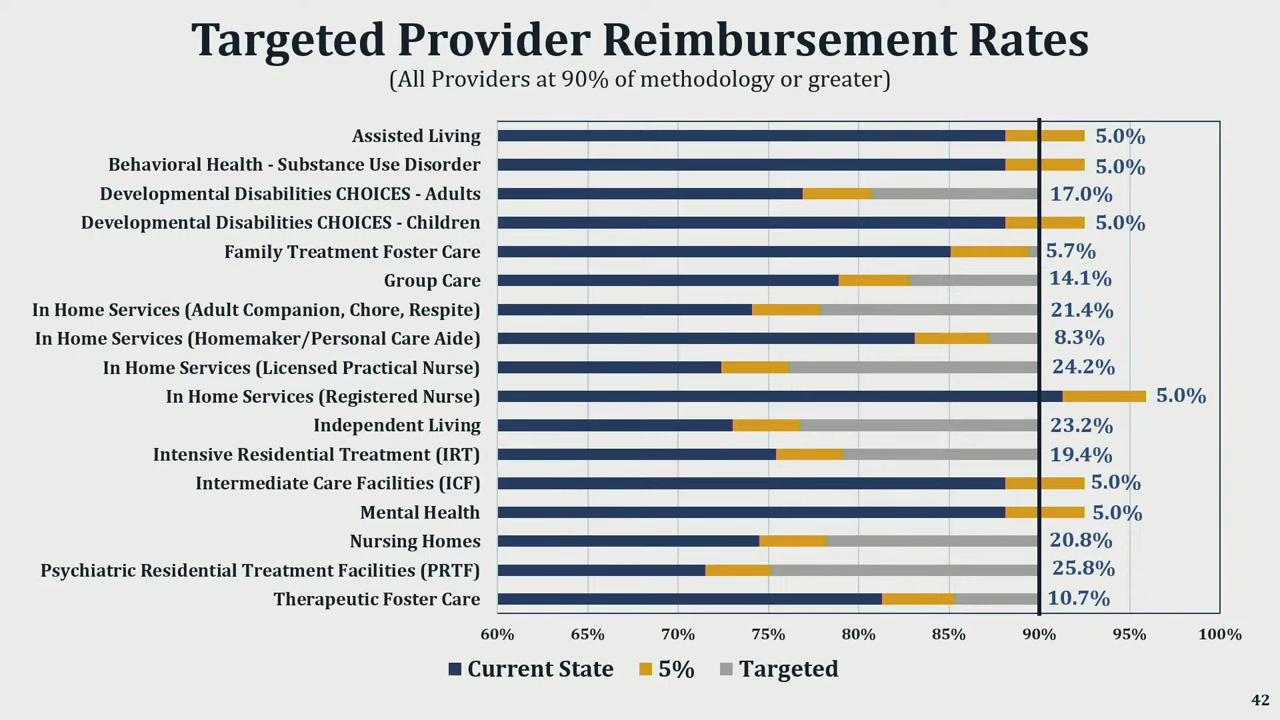 Targeted Provider Reimbursement Rates
(All Providers at 90% of methodology or greater)
Assisted Living 5.0%
Behavioral Health - Substance Use Disorder 5.0%
Developmental Disabilities CHOICES - Adults 17.0%
Developmental Disabilities CHOICES - Children 5.0%
Family Treatment Foster Care 5.7%
Group Care 14.1%
In Home Services (Adult Companion, Chore, Respite) 21.4%
In Home Services (Homemaker/Personal Care Aide) 8.3%
In Home Services (Licensed Practical Nurse) 24.2%
In Home Services (Registered Nurse) 5.0%
Independent Living 23.2%
Intensive Residential Treatment (IRT) 19.4%
Intermediate Care Facilities (ICF) 5.0%
Mental Health 5.0%
Nursing Homes 20.8%
Psychiatric Residential Treatment Facilities (PRTF) 25.8%
Therapeutic Foster Care 10.7%
60% 65% 70% 75% 80% 85% 90% 95% 100%
Current State 5% Targeted
42